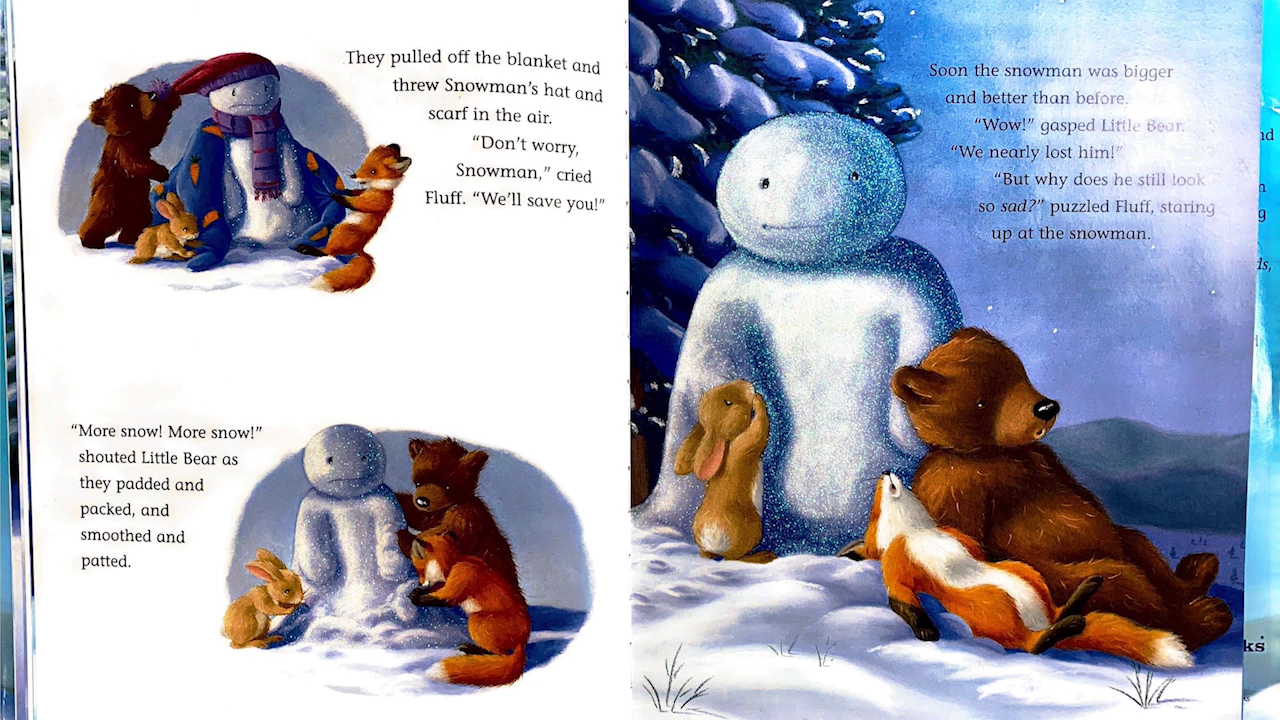 They pulled off the blanket and
threw Snowman's hat and
scarf in the air.
"Don't worry,
Snowman," cried
Fluff. "We'll save you!"
"More snow! More snow!"
shouted Little Bear as
they padded and
packed, and
smoothed and
patted.
Soon the snowman was bigger
and better than before.
"Wow!" gasped Little Bear.
"We nearly lost him!"
"But why does he still look
so sad?" puzzled Fluff, staring
up at the snowman.